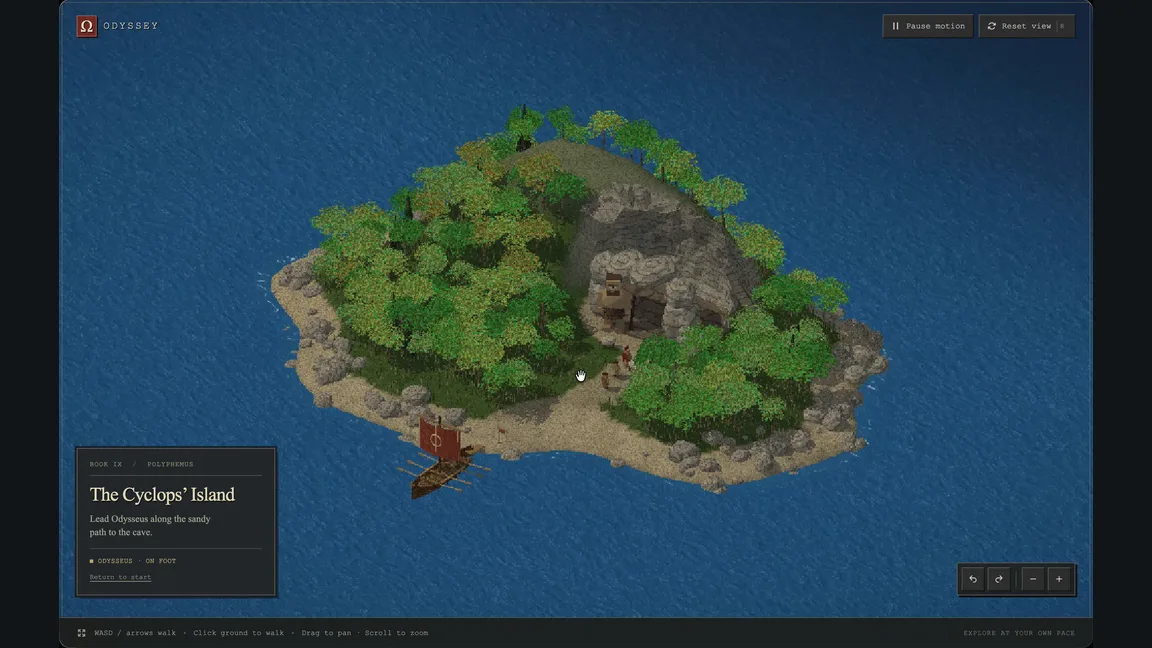 Ω ODYSSEY
Pause motion
Reset view R
BOOK IX / POLYPHEMUS
The Cyclops’ Island
Lead Odysseus along the sandy
path to the cave.
ODYSSEUS · ON FOOT
Return to start
WASD / arrows walk · Click ground to walk · Drag to pan · Scroll to zoom
EXPLORE AT YOUR OWN PACE